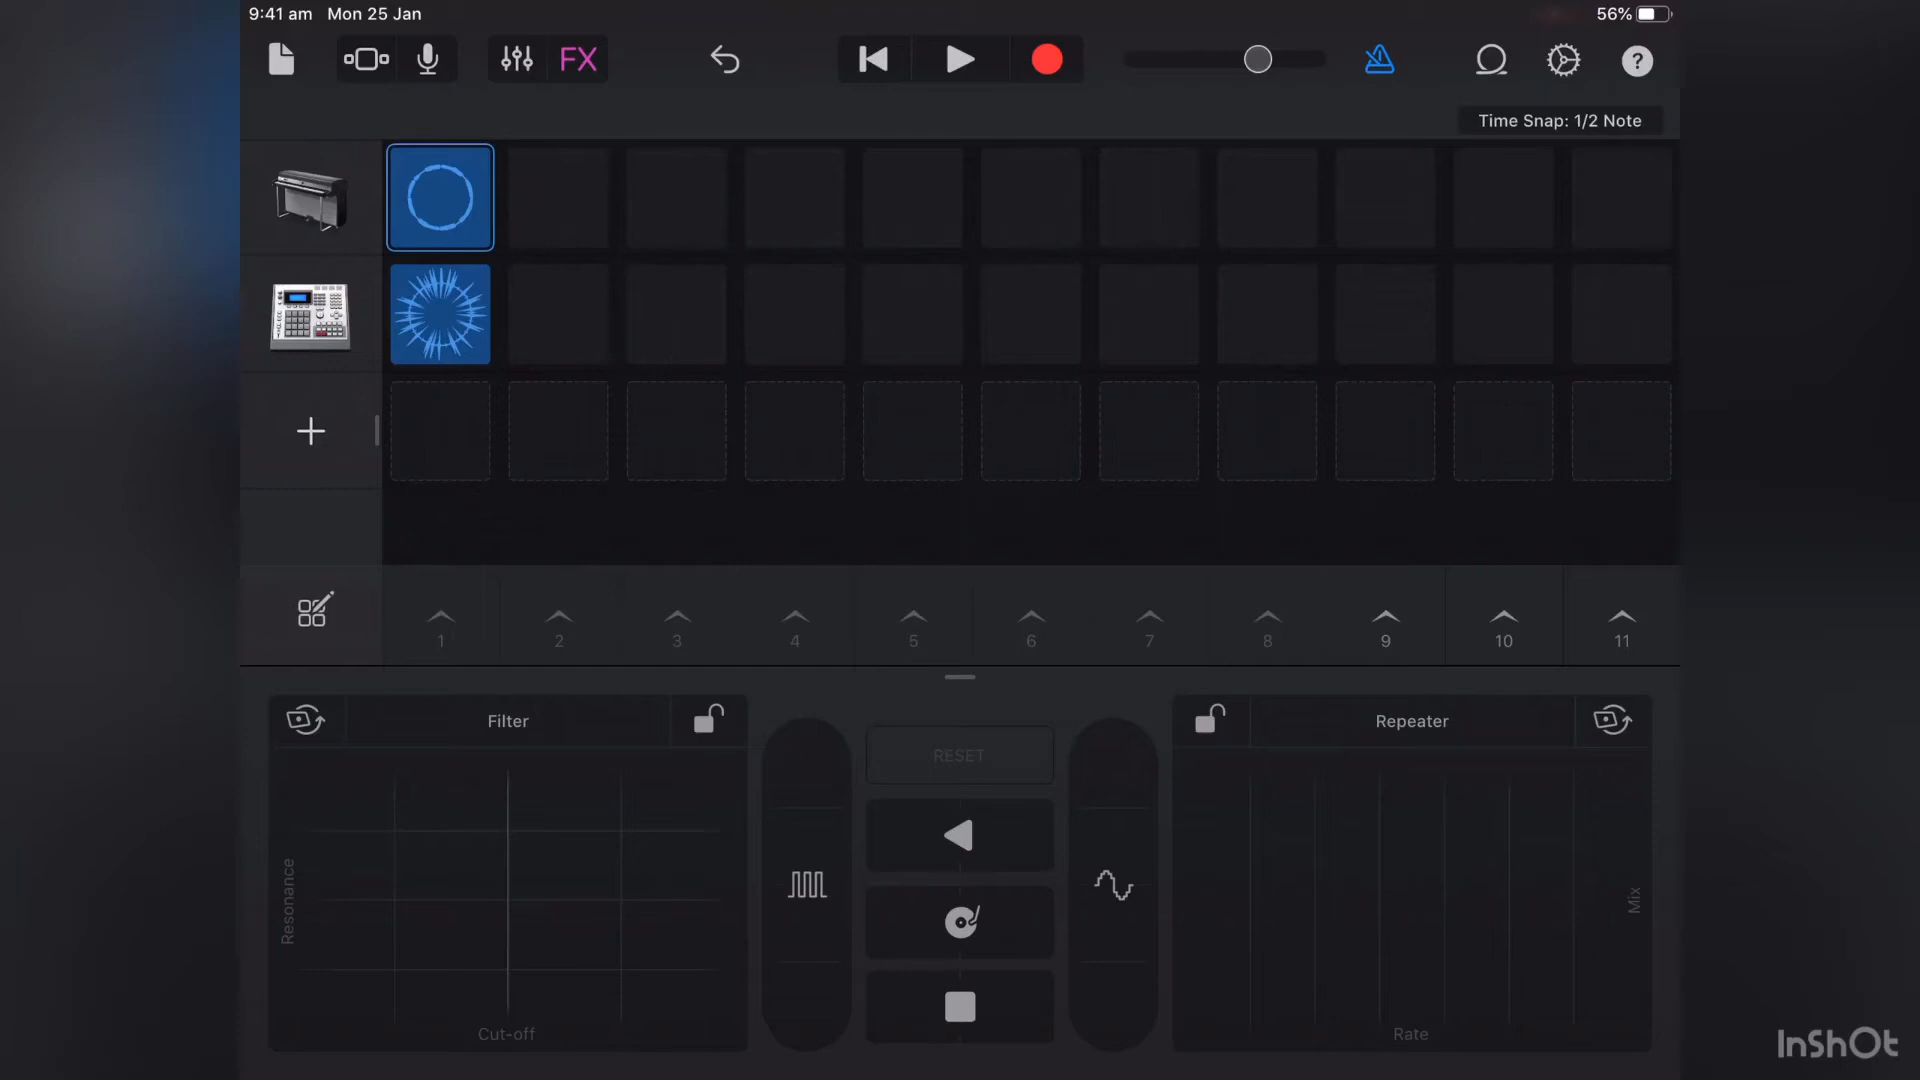 9:41 am Mon 25 Jan 56%
FX ?
Time Snap: 1/2 Note
1 2 3 4 5 6 7 8 9 10 11
Filter
Resonance
Cut-off
RESET
Repeater
Mix
Rate
InShOt